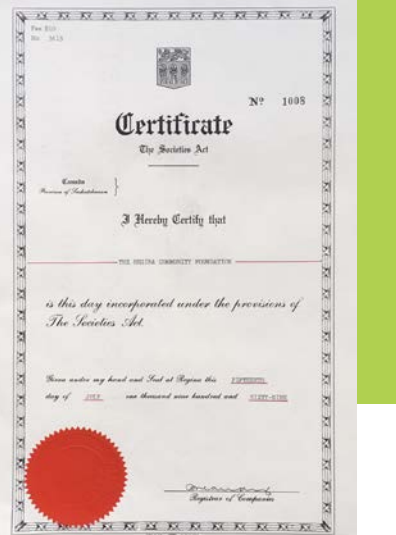 Fee $10
No. 3615
Nº 1008
Certificate
The Societies Act
Canada
Province of Saskatchewan
I Hereby Certify that
THE REGINA COMMUNITY FOUNDATION
is this day incorporated under the provisions of
The Societies Act.
Given under my hand and Seal at Regina this FIFTEENTH
day of JULY one thousand nine hundred and SIXTY-NINE
Registrar of Companies